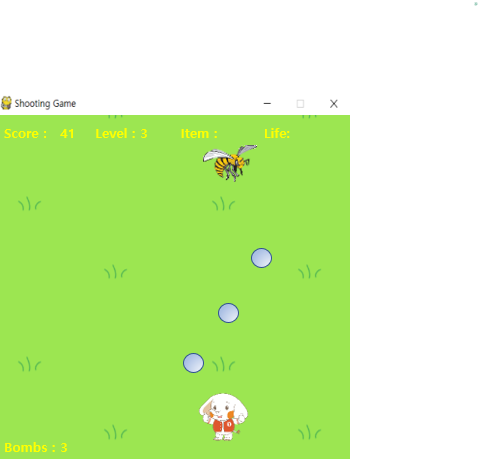 Shooting Game
Score : 41 Level : 3 Item : Life:
Bombs : 3